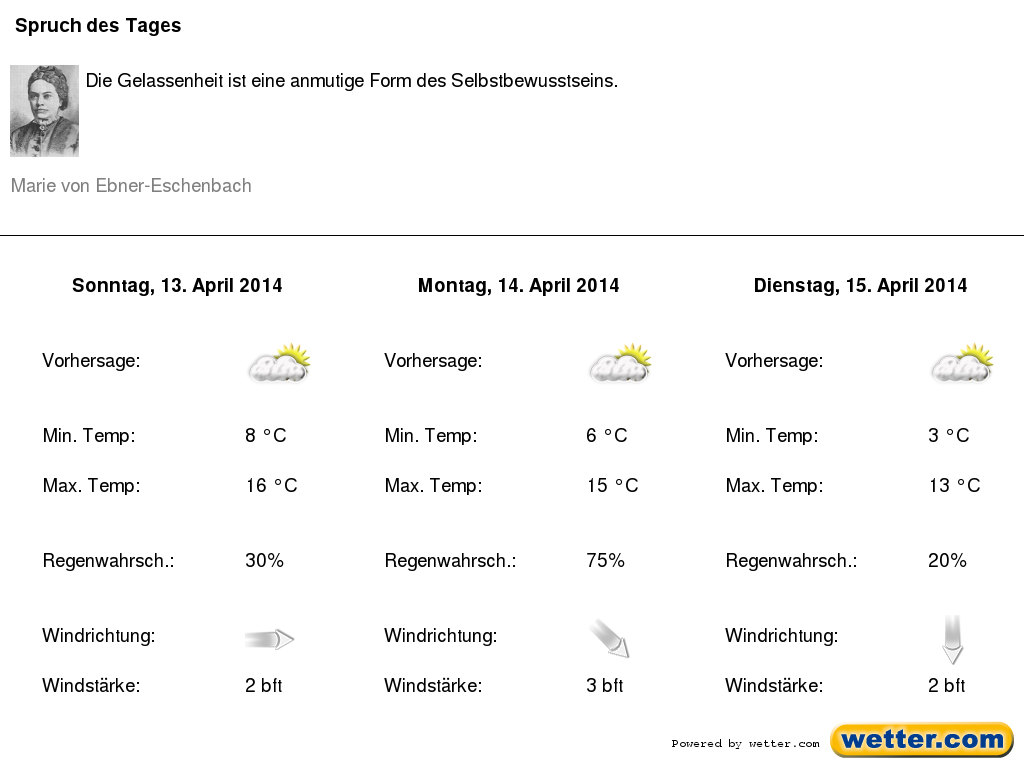 Spruch des Tages
Die Gelassenheit ist eine anmutige Form des Selbstbewusstseins.
Marie von Ebner-Eschenbach
Sonntag, 13. April 2014 Montag, 14. April 2014 Dienstag, 15. April 2014
Vorhersage: Vorhersage: Vorhersage:
Min. Temp: 8 °C Min. Temp: 6 °C Min. Temp: 3 °C
Max. Temp: 16 °C Max. Temp: 15 °C Max. Temp: 13 °C
Regenwahrsch.: 30% Regenwahrsch.: 75% Regenwahrsch.: 20%
Windrichtung: Windrichtung: Windrichtung:
Windstärke: 2 bft Windstärke: 3 bft Windstärke: 2 bft
Powered by wetter.com wetter.com